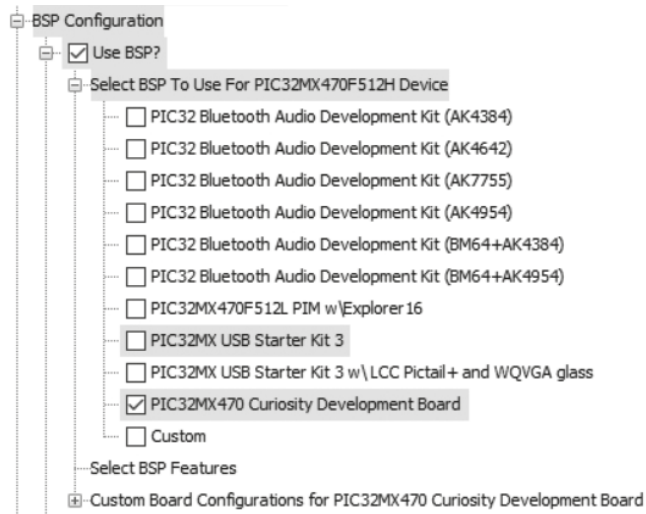 BSP Configuration
Use BSP?
Select BSP To Use For PIC32MX470F512H Device
PIC32 Bluetooth Audio Development Kit (AK4384)
PIC32 Bluetooth Audio Development Kit (AK4642)
PIC32 Bluetooth Audio Development Kit (AK7755)
PIC32 Bluetooth Audio Development Kit (AK4954)
PIC32 Bluetooth Audio Development Kit (BM64+AK4384)
PIC32 Bluetooth Audio Development Kit (BM64+AK4954)
PIC32MX470F512L PIM w\Explorer16
PIC32MX USB Starter Kit 3
PIC32MX USB Starter Kit 3 w\ LCC Pictail+ and WQVGA glass
PIC32MX470 Curiosity Development Board
Custom
Select BSP Features
Custom Board Configurations for PIC32MX470 Curiosity Development Board